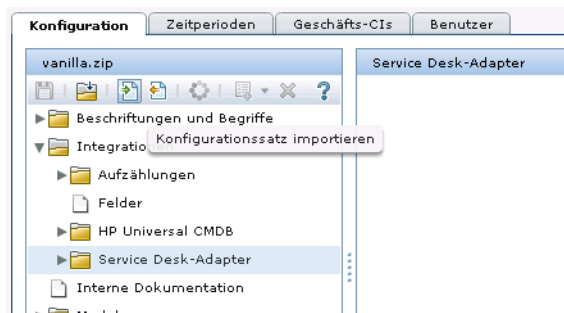 Konfiguration Zeitperioden Geschäfts-CIs Benutzer
vanilla.zip Service Desk-Adapter
?
Beschriftungen und Begriffe
Konfigurationssatz importieren
Aufzählungen
Felder
HP Universal CMDB
Service Desk-Adapter
Interne Dokumentation